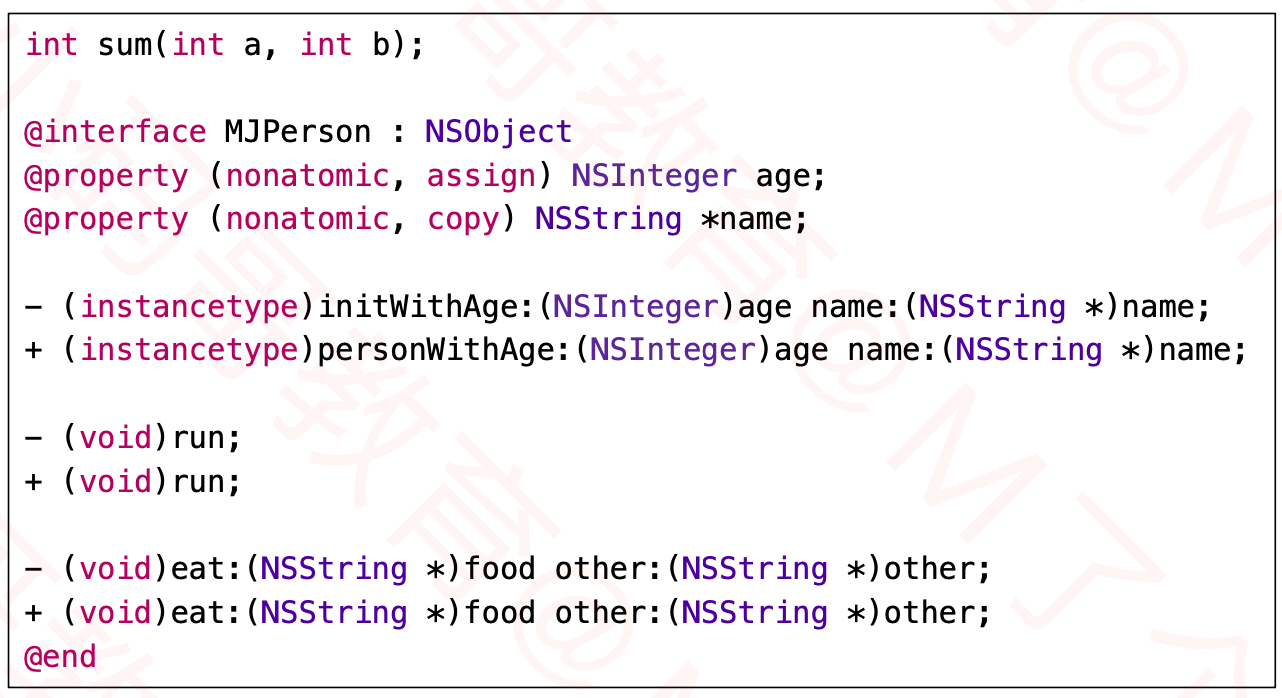 int sum(int a, int b);
@interface MJPerson : NSObject
@property (nonatomic, assign) NSInteger age;
@property (nonatomic, copy) NSString *name;
- (instancetype)initWithAge:(NSInteger)age name:(NSString *)name;
+ (instancetype)personWithAge:(NSInteger)age name:(NSString *)name;
- (void)run;
+ (void)run;
- (void)eat:(NSString *)food other:(NSString *)other;
+ (void)eat:(NSString *)food other:(NSString *)other;
@end